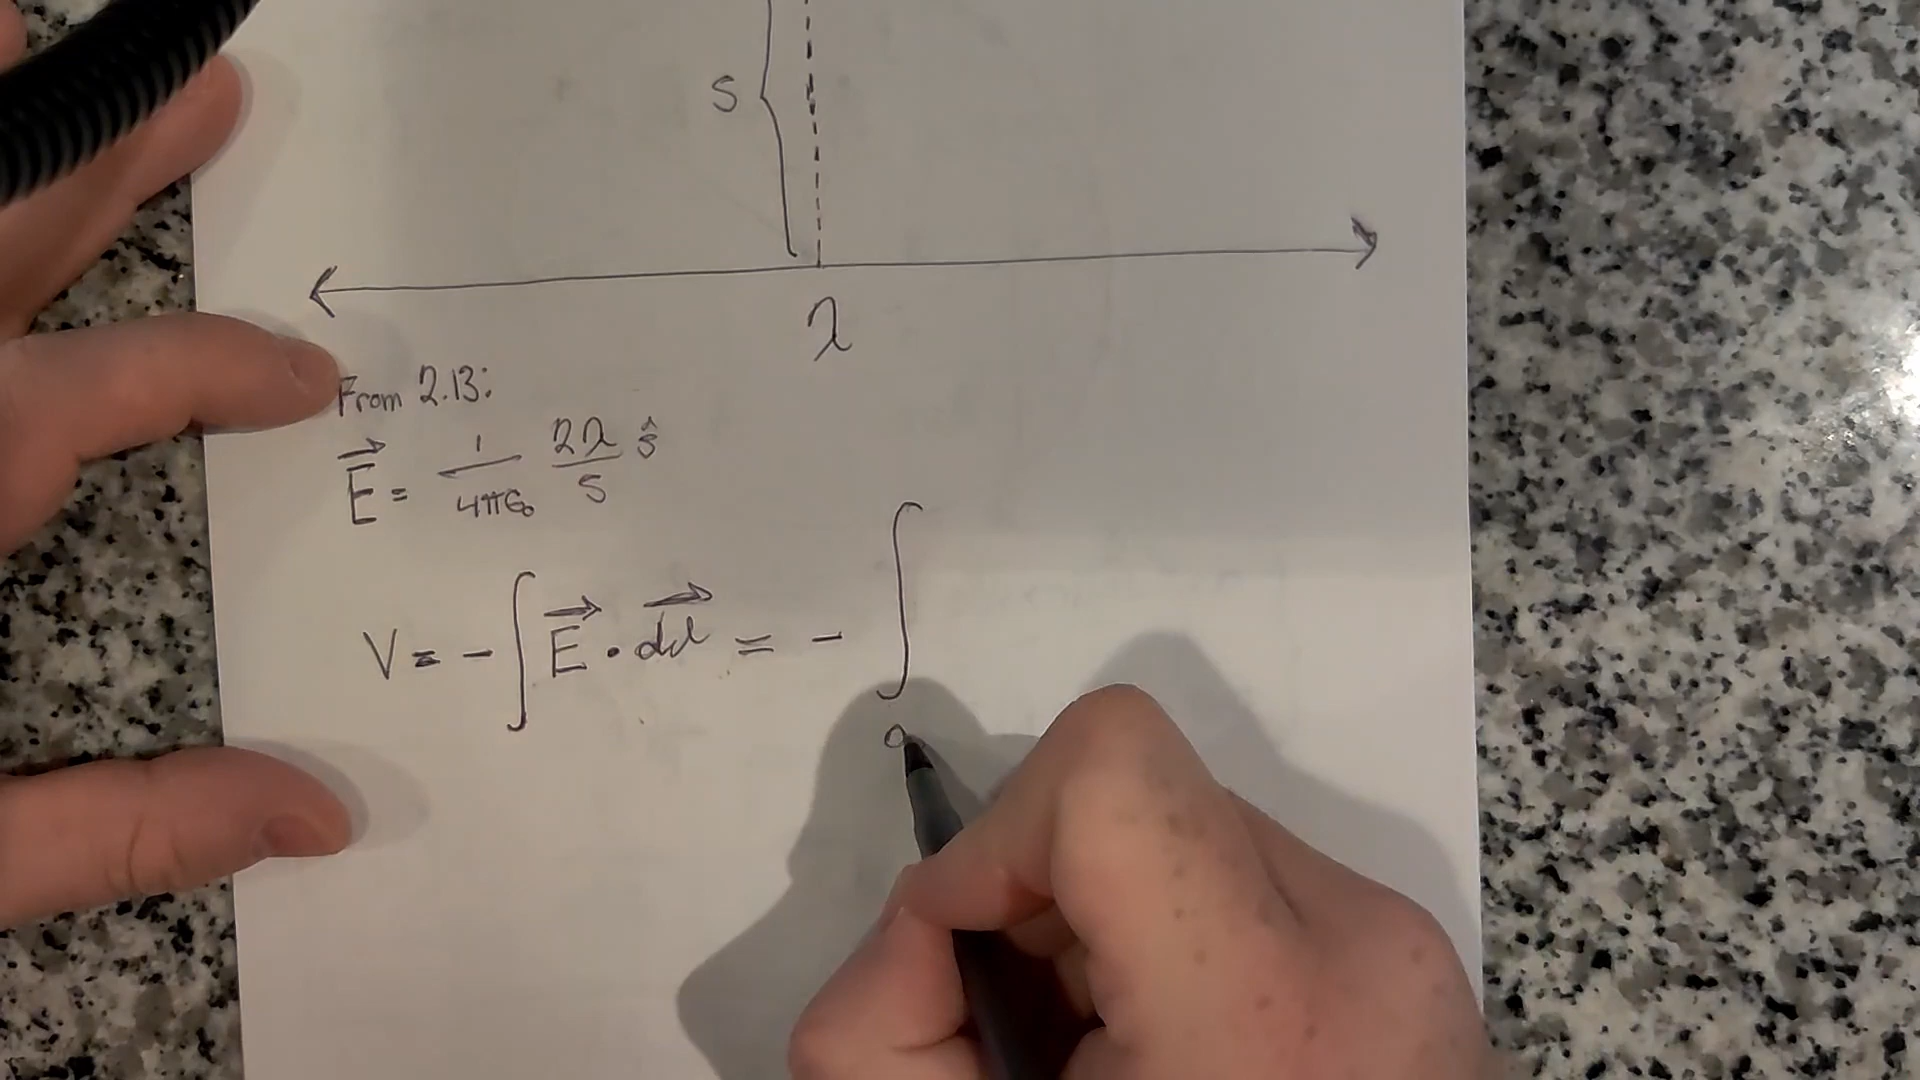 s
λ
From 2.13:
E⃗ = 1/4πϵ₀ 2λ/s ŝ
V = - ∫ E⃗ · dl⃗ = - ∫